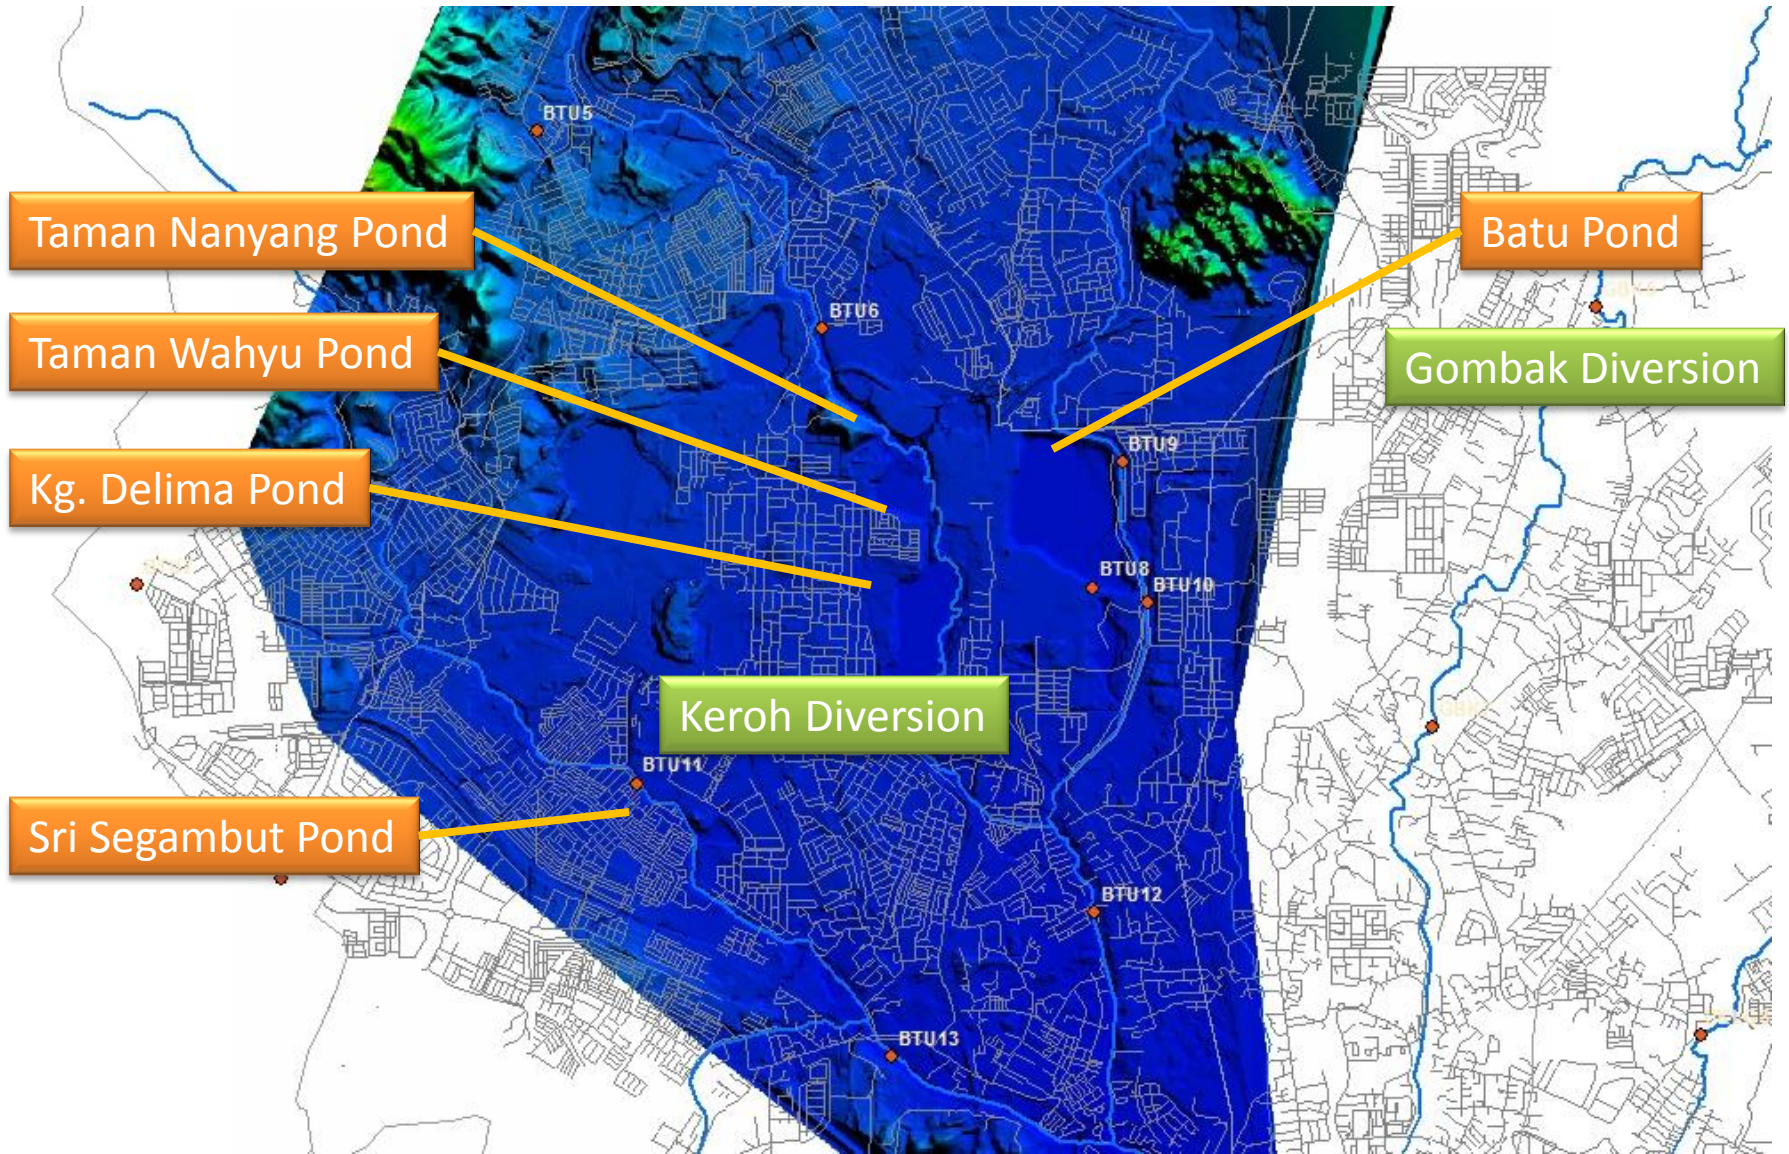 BTU5
Taman Nanyang Pond
Batu Pond
BTU6
Taman Wahyu Pond
Gombak Diversion
BTU9
Kg. Delima Pond
BTU8
BTU10
Keroh Diversion
BTU11
Sri Segambut Pond
BTU12
BTU13